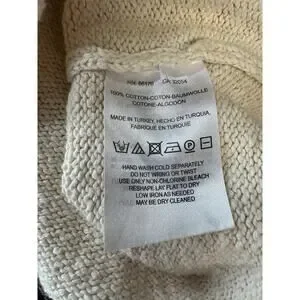 100% COTTON-COTON-BAUMWOLLE
COTONE-ALGODON
MADE IN TURKEY, HECHO EN TURQUIA,
FABRIQUE EN TURQUIE
HAND WASH COLD SEPARATELY
DO NOT WRING OR TWIST
USE ONLY NON-CHLORINE BLEACH
RESHAPE LAY FLAT TO DRY
LOW IRON AS NEEDED
MAY BE DRY CLEANED